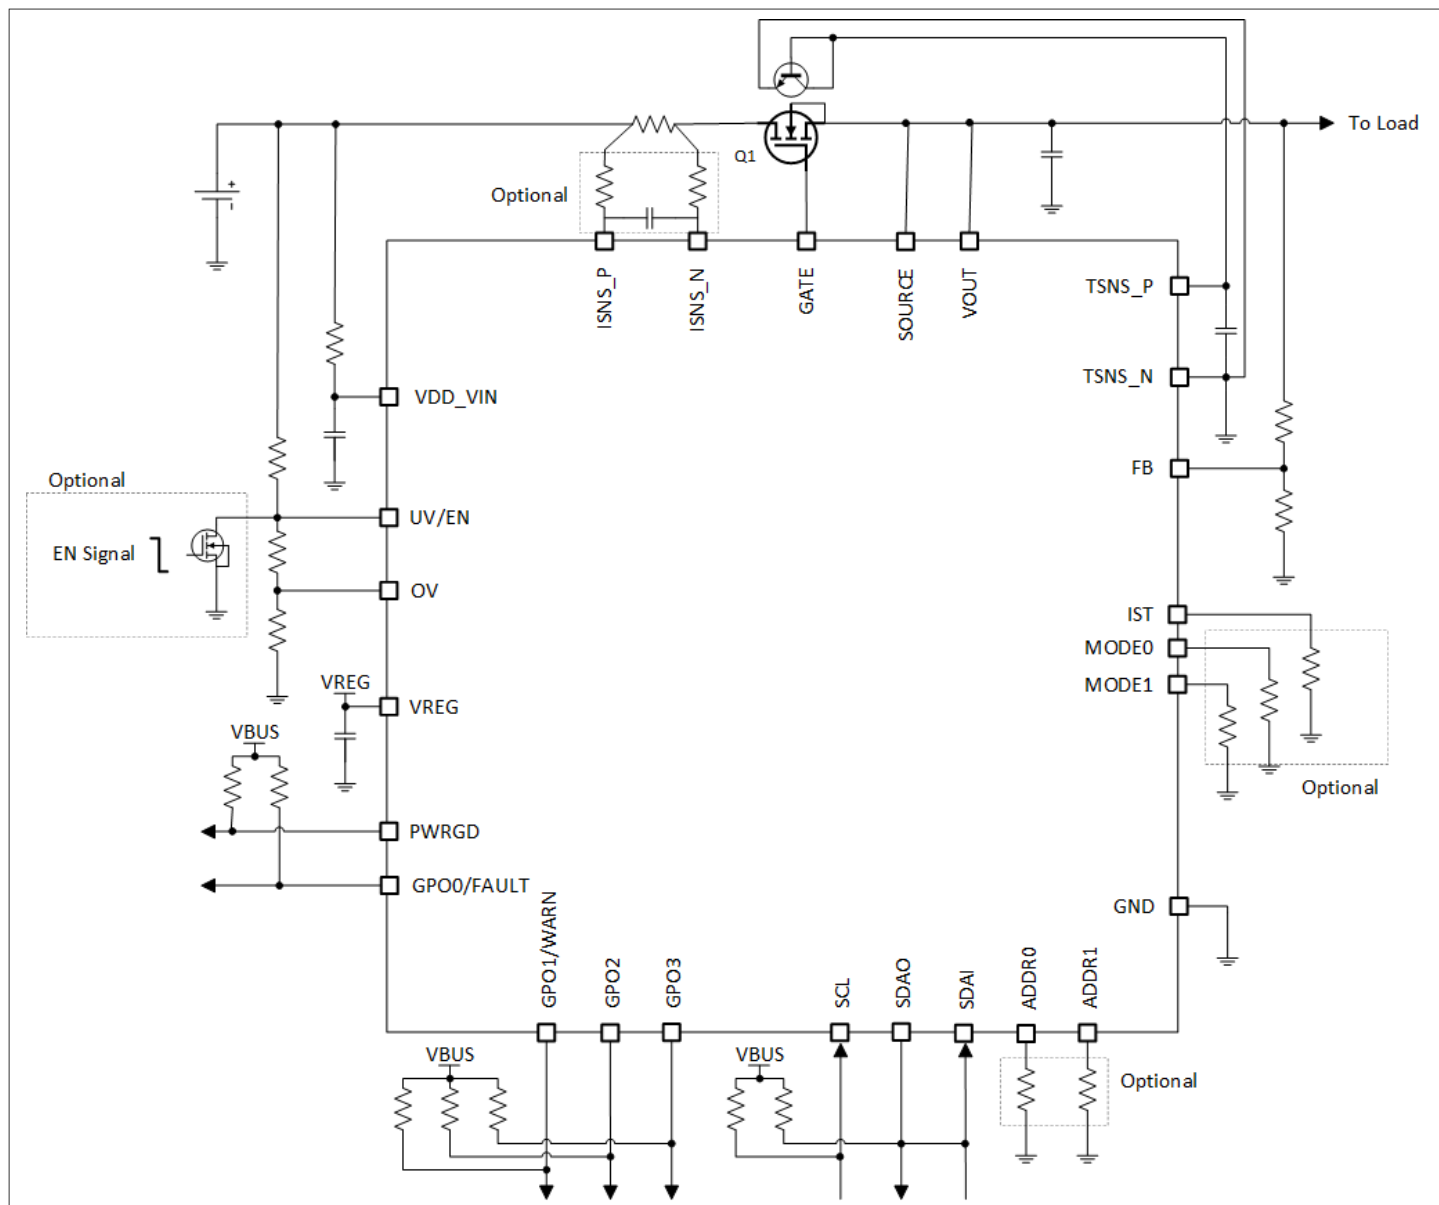 To Load
Q1
Optional
+
-
ISNS_P
ISNS_N
GATE
SOURCE
VOUT
TSNS_P
TSNS_N
VDD_VIN
FB
Optional
EN Signal
UV/EN
OV
IST
MODE0
MODE1
VREG
VREG
VBUS
Optional
PWRGD
GPO0/FAULT
GND
GPO1/WARN
GPO2
GPO3
SCL
SDAO
SDAI
ADDR0
ADDR1
VBUS
VBUS
Optional